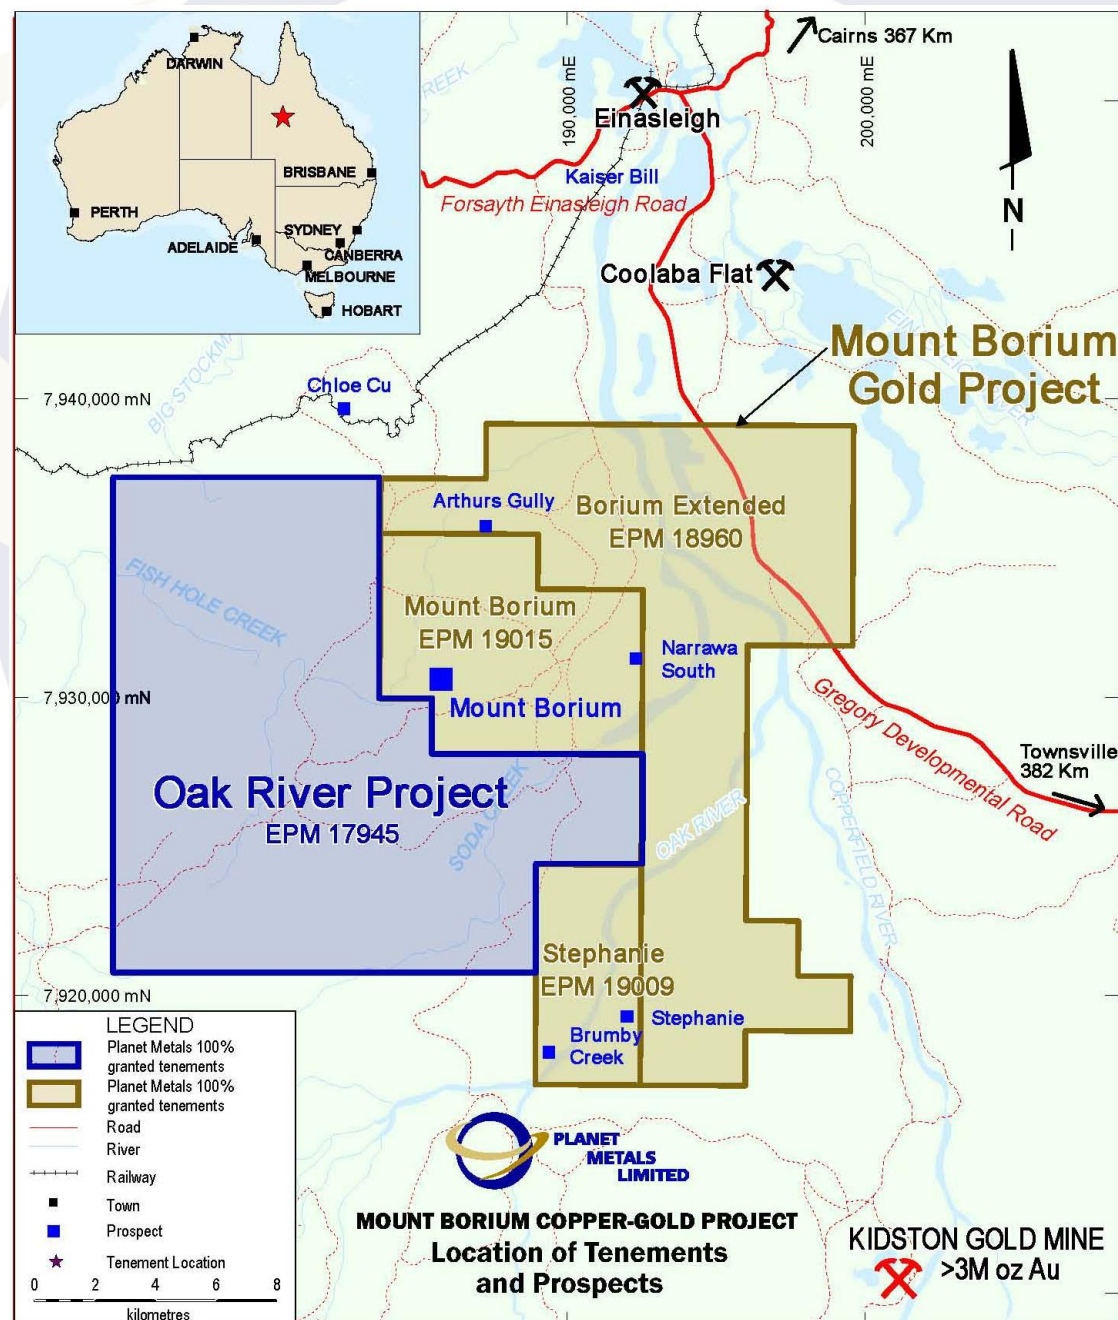 DARWIN
BRISBANE
PERTH
ADELAIDE
SYDNEY
CANBERRA
MELBOURNE
HOBART
CREEK
190,000 mE
200,000 mE
Cairns 367 Km
Einasleigh
Kaiser Bill
Forsayth Einasleigh Road
N
Coolaba Flat
RIVER
Mount Borium
Gold Project
Chloe Cu
7,940,000 mN
Arthurs Gully
Borium Extended
EPM 18960
FISH HOLE CREEK
Mount Borium
EPM 19015
Narrawa
South
7,930,000 mN
Mount Borium
Gregory Developmental Road
Townsville
382 Km
Oak River Project
EPM 17945
SODA CREEK
OAK RIVER
COPPERFIELD RIVER
Stephanie
EPM 19009
7,920,000 mN
Stephanie
Brumby
Creek
LEGEND
Planet Metals 100%
granted tenements
Planet Metals 100%
granted tenements
Road
River
Railway
Town
Prospect
Tenement Location
0 2 4 6 8
kilometres
PLANET
METALS
LIMITED
MOUNT BORIUM COPPER-GOLD PROJECT
Location of Tenements
and Prospects
KIDSTON GOLD MINE
>3M oz Au